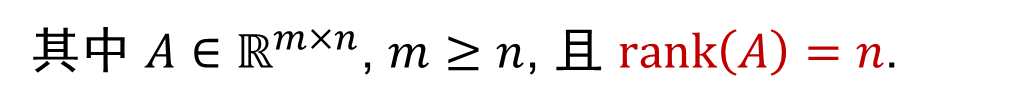 其中 A ∈ ℝ^{m×n}, m ≥ n, 且 rank(A) = n.